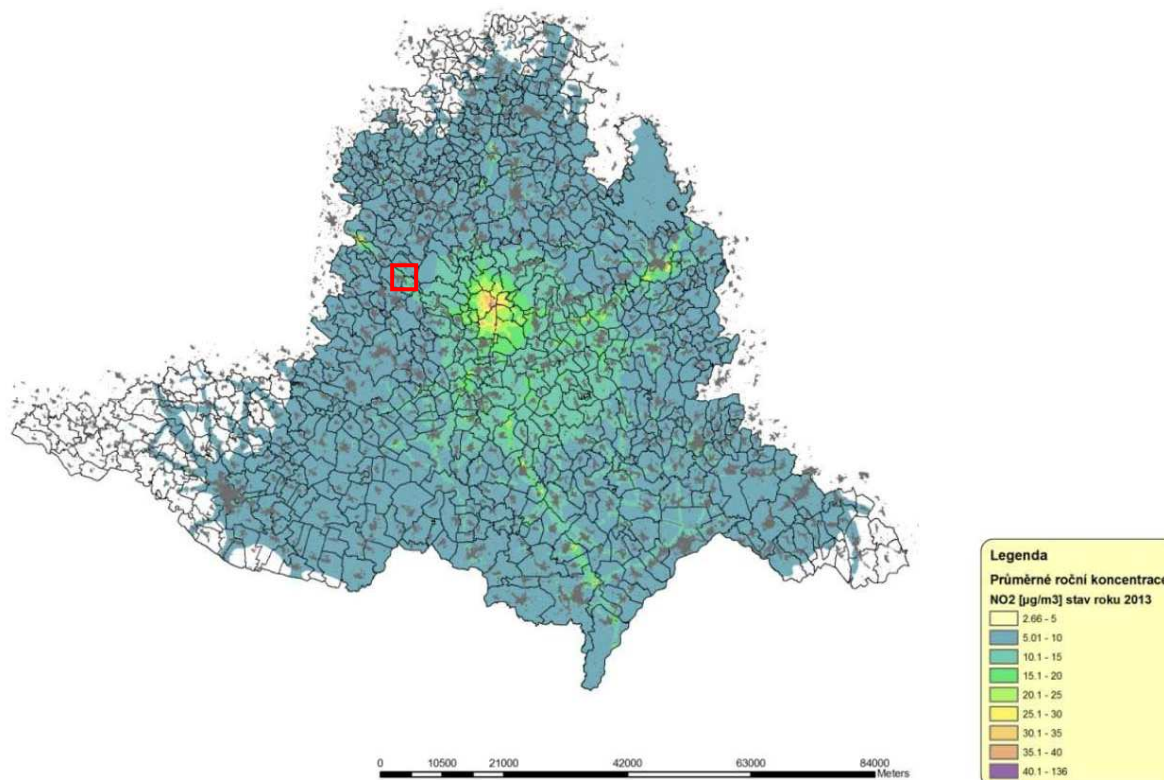 Legenda
Průměrné roční koncentrace
NO2 [µg/m3] stav roku 2013
2.66 - 5
5.01 - 10
10.1 - 15
15.1 - 20
20.1 - 25
25.1 - 30
30.1 - 35
35.1 - 40
40.1 - 136
0 10500 21000 42000 63000 84000
Meters